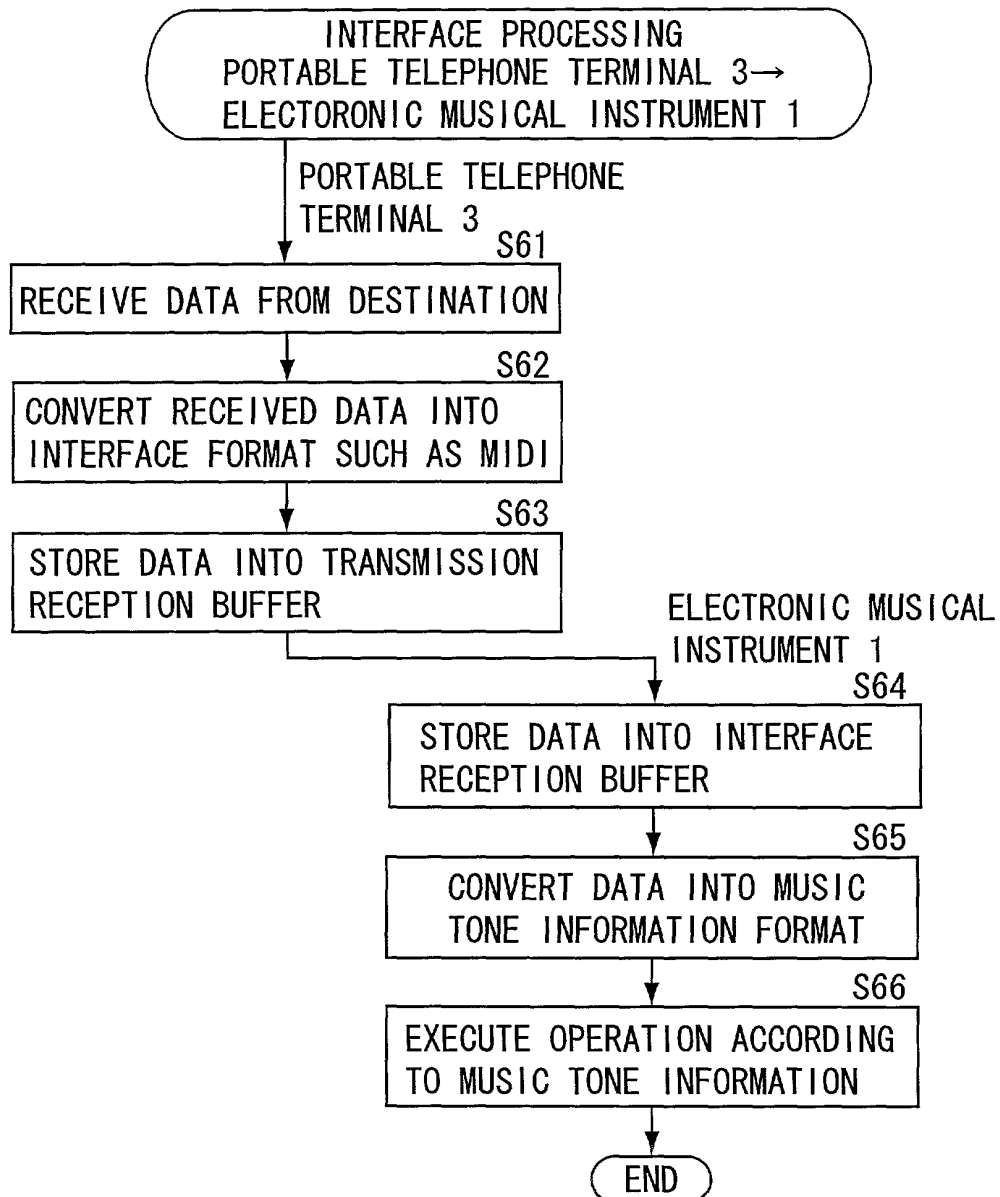 INTERFACE PROCESSING
PORTABLE TELEPHONE TERMINAL 3→
ELECTORONIC MUSICAL INSTRUMENT 1
PORTABLE TELEPHONE
TERMINAL 3
S61
RECEIVE DATA FROM DESTINATION
S62
CONVERT RECEIVED DATA INTO
INTERFACE FORMAT SUCH AS MIDI
S63
STORE DATA INTO TRANSMISSION
RECEPTION BUFFER
ELECTRONIC MUSICAL
INSTRUMENT 1
S64
STORE DATA INTO INTERFACE
RECEPTION BUFFER
S65
CONVERT DATA INTO MUSIC
TONE INFORMATION FORMAT
S66
EXECUTE OPERATION ACCORDING
TO MUSIC TONE INFORMATION
END